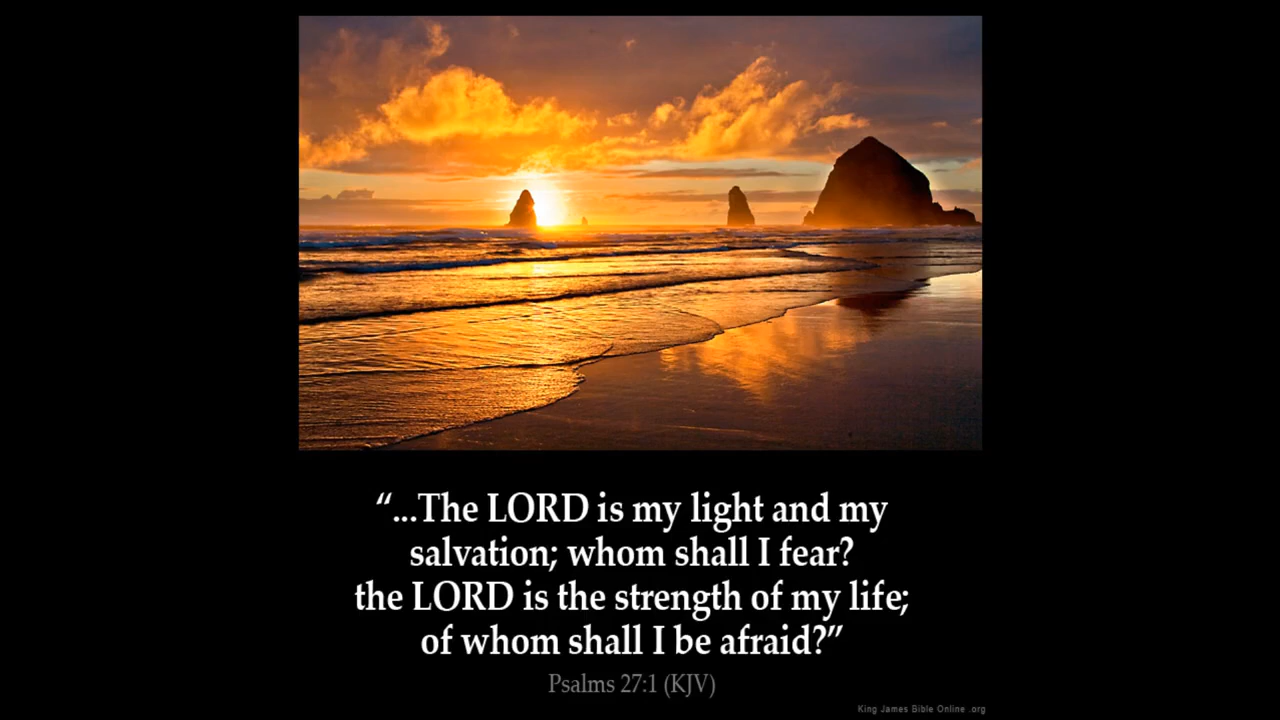 “...The LORD is my light and my
salvation; whom shall I fear?
the LORD is the strength of my life;
of whom shall I be afraid?”
Psalms 27:1 (KJV)
King James Bible Online .org